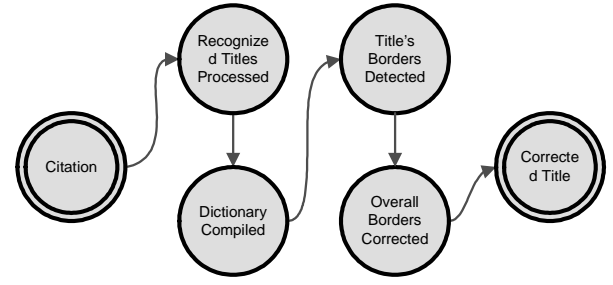 Citation
Recognize
d Titles
Processed
Dictionary
Compiled
Title's
Borders
Detected
Overall
Borders
Corrected
Correcte
d Title